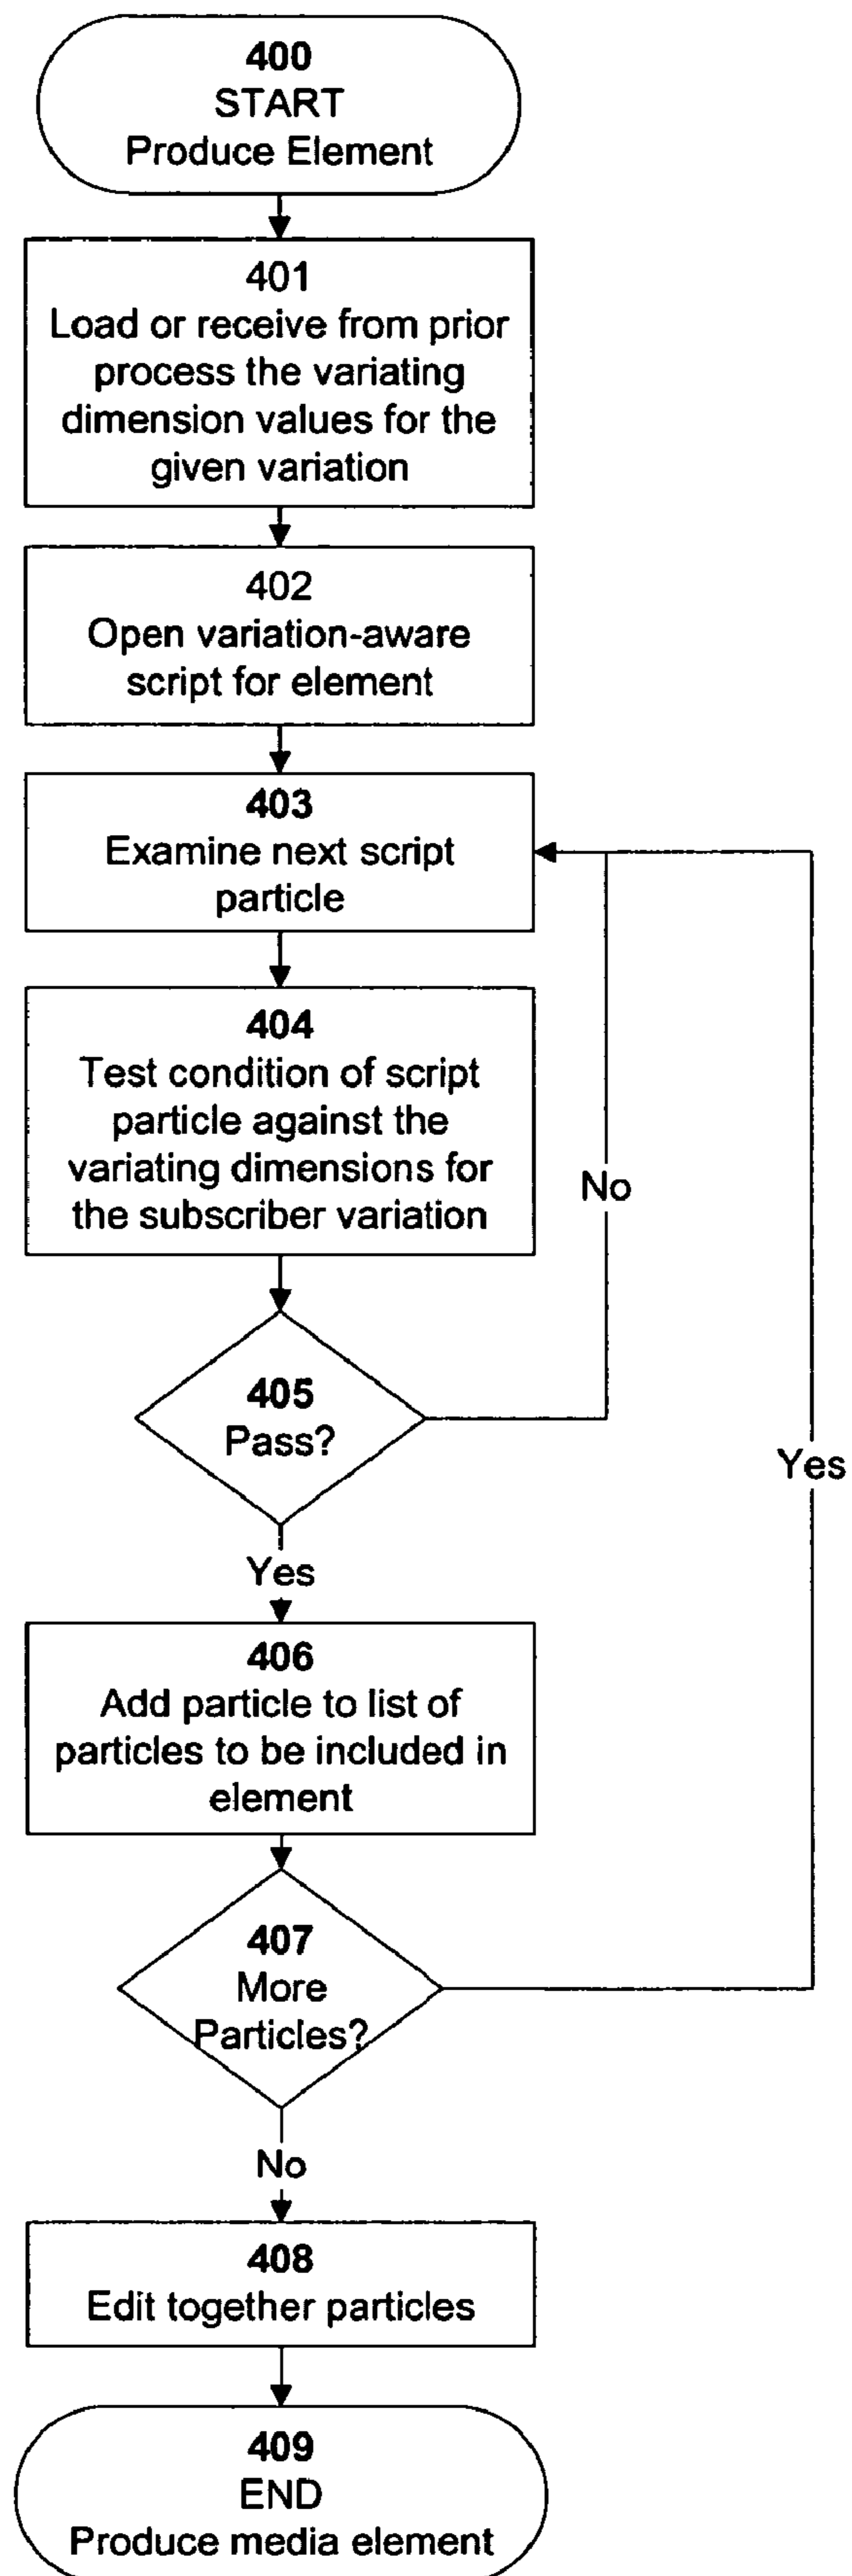 400
START
Produce Element
401
Load or receive from prior
process the variating
dimension values for the
given variation
402
Open variation-aware
script for element
403
Examine next script
particle
404
Test condition of script
particle against the
variating dimensions for
the subscriber variation
No
405
Pass?
Yes
Yes
406
Add particle to list of
particles to be included in
element
407
More
Particles?
No
408
Edit together particles
409
END
Produce media element